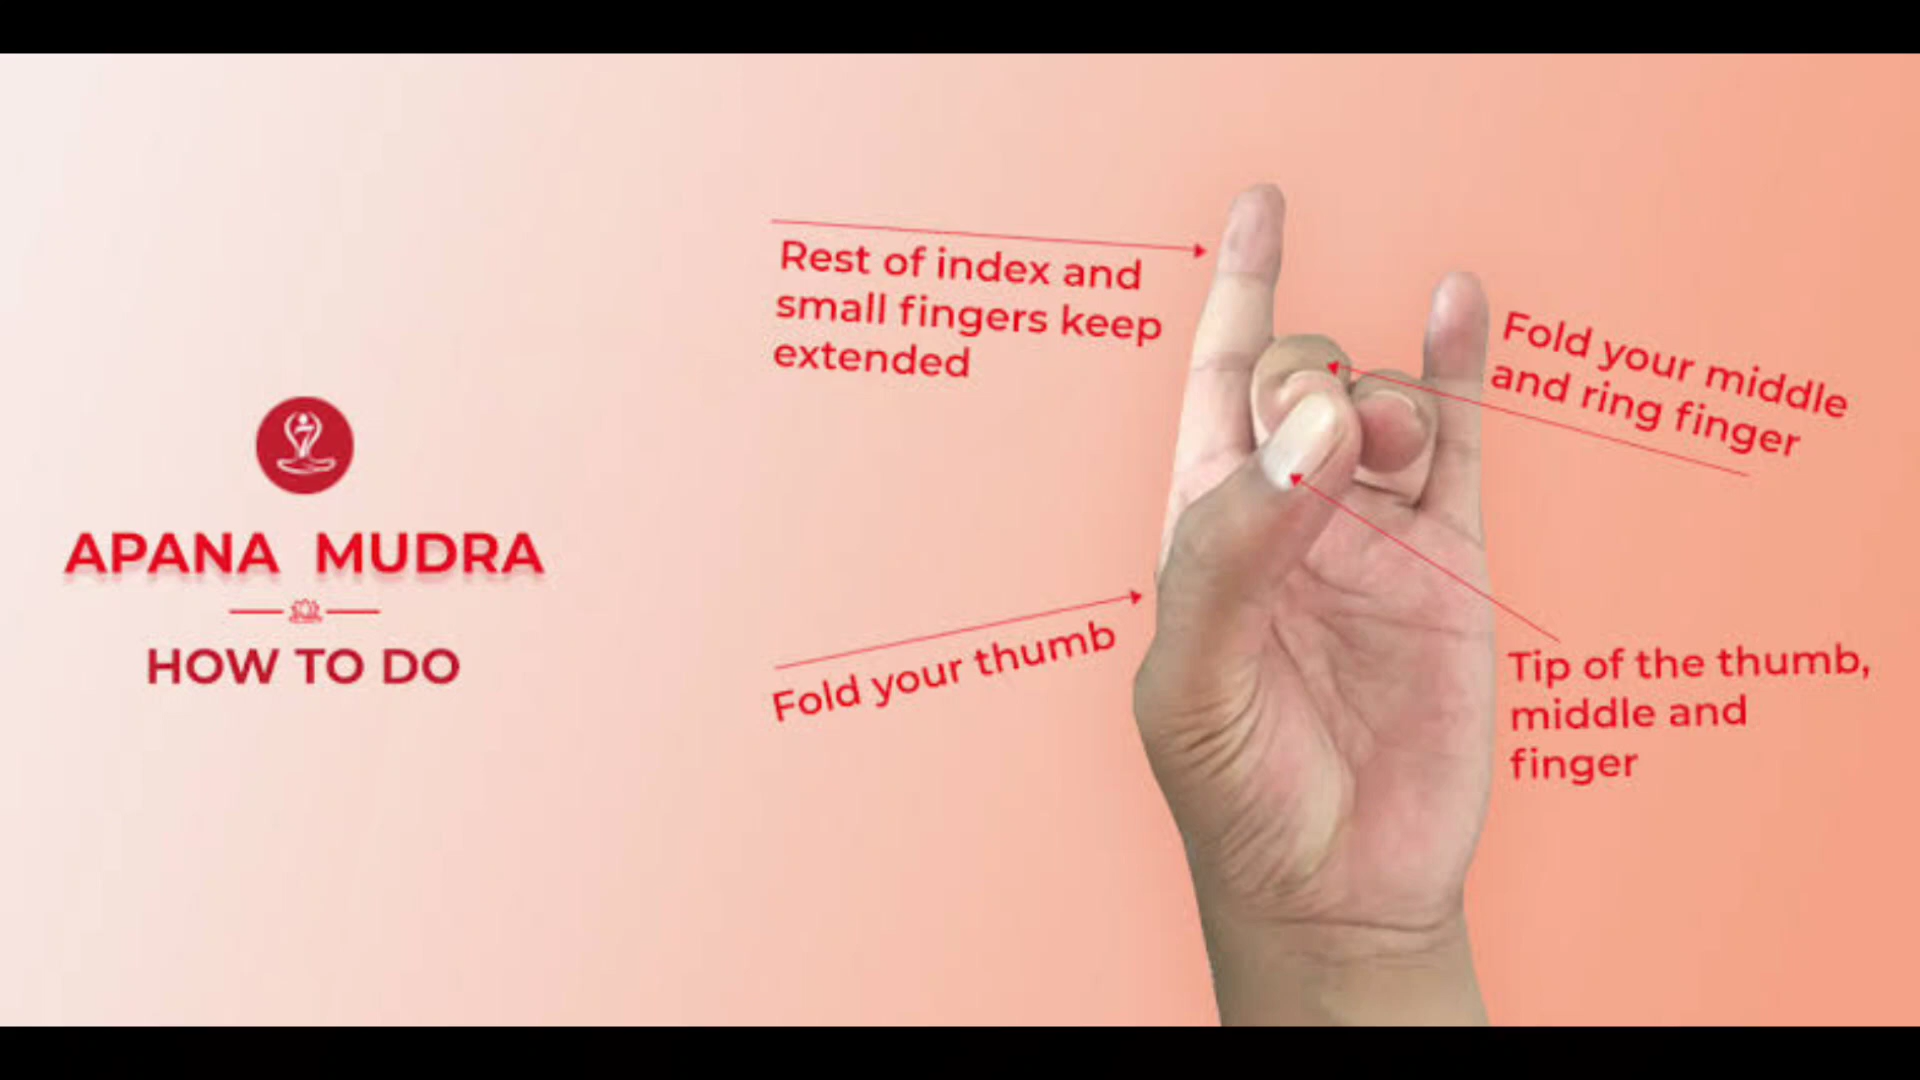 APANA MUDRA
HOW TO DO
Rest of index and
small fingers keep
extended
Fold your middle
and ring finger
Fold your thumb
Tip of the thumb,
middle and
finger